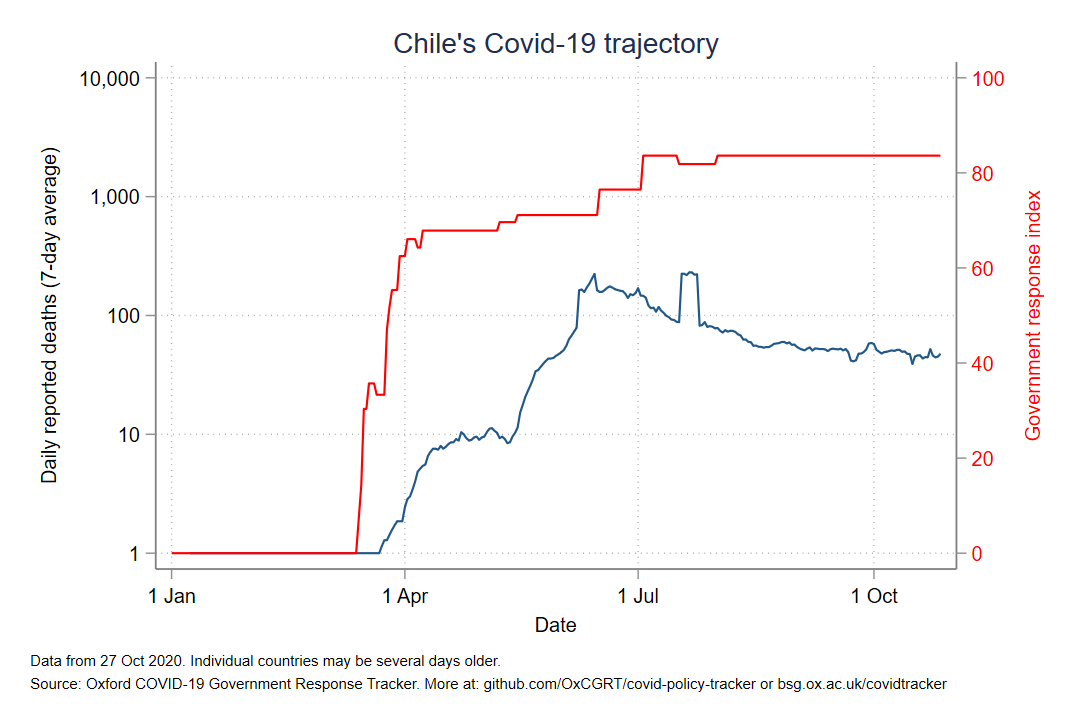 Chile's Covid-19 trajectory
10,000
1,000
100
10
1
Daily reported deaths (7-day average)
100
80
60
40
20
0
Government response index
1 Jan
1 Apr
1 Jul
1 Oct
Date
Data from 27 Oct 2020. Individual countries may be several days older.
Source: Oxford COVID-19 Government Response Tracker. More at: github.com/OxCGRT/covid-policy-tracker or bsg.ox.ac.uk/covidtracker